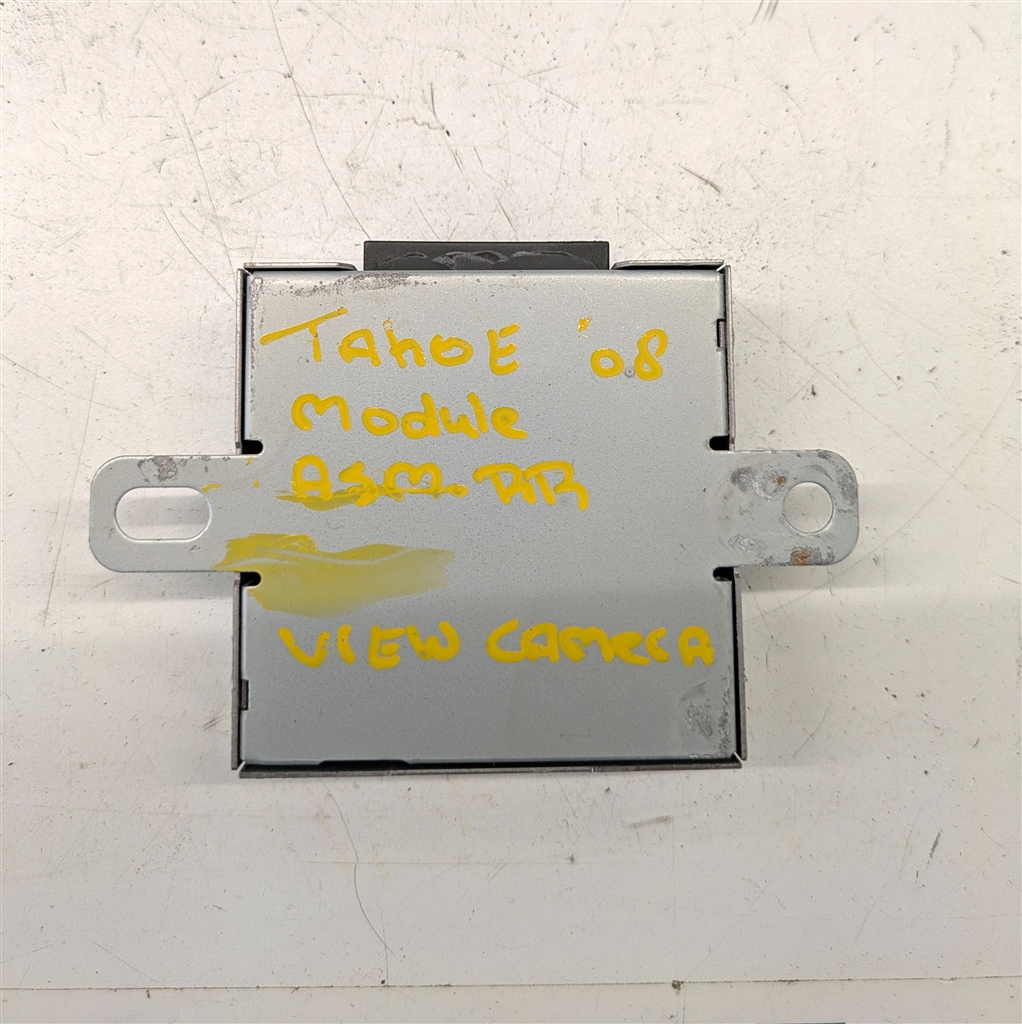 TAHOE '08
Module
ASM RR
VIEW CAMERA